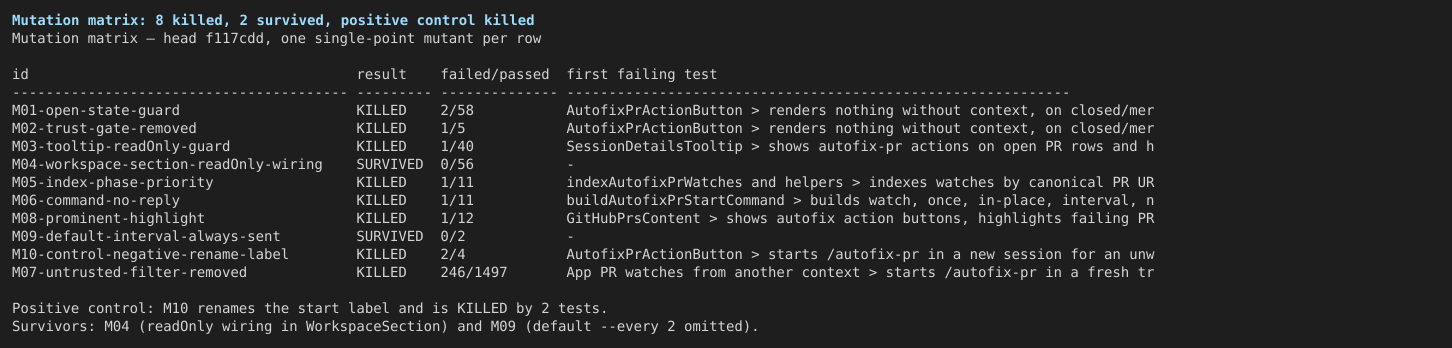 Mutation matrix: 8 killed, 2 survived, positive control killed
Mutation matrix — head f117cdd, one single-point mutant per row
id result failed/passed first failing test
---------------------------------------- --------- -------------- ------------------------------------------------------------
M01-open-state-guard KILLED 2/58 AutofixPrActionButton > renders nothing without context, on closed/mer
M02-trust-gate-removed KILLED 1/5 AutofixPrActionButton > renders nothing without context, on closed/mer
M03-tooltip-readOnly-guard KILLED 1/40 SessionDetailsTooltip > shows autofix-pr actions on open PR rows and h
M04-workspace-section-readOnly-wiring SURVIVED 0/56 -
M05-index-phase-priority KILLED 1/11 indexAutofixPrWatches and helpers > indexes watches by canonical PR UR
M06-command-no-reply KILLED 1/11 buildAutofixPrStartCommand > builds watch, once, in-place, interval, n
M08-prominent-highlight KILLED 1/12 GitHubPrsContent > shows autofix action buttons, highlights failing PR
M09-default-interval-always-sent SURVIVED 0/2 -
M10-control-negative-rename-label KILLED 2/4 AutofixPrActionButton > starts /autofix-pr in a new session for an unw
M07-untrusted-filter-removed KILLED 246/1497 App PR watches from another context > starts /autofix-pr in a fresh tr
Positive control: M10 renames the start label and is KILLED by 2 tests.
Survivors: M04 (readOnly wiring in WorkspaceSection) and M09 (default --every 2 omitted).